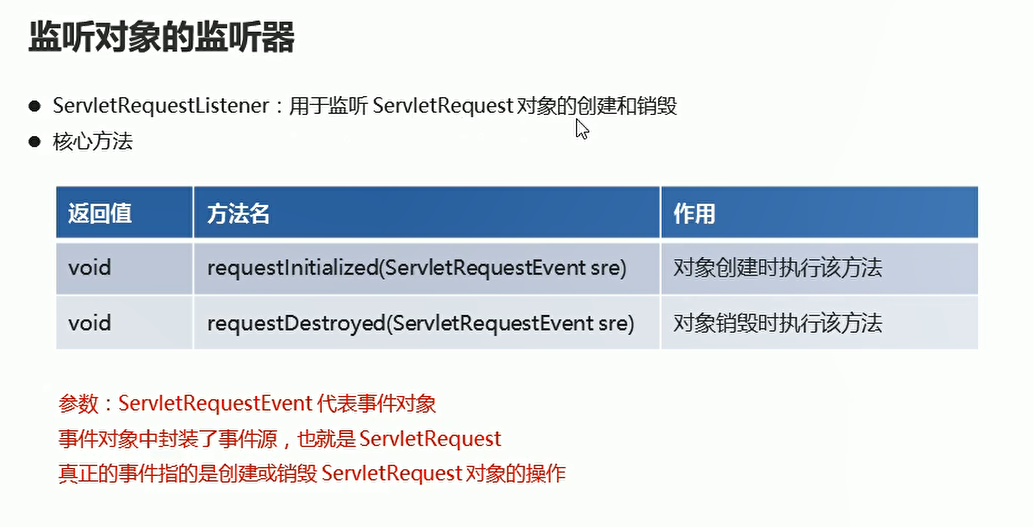 监听对象的监听器
● ServletRequestListener：用于监听 ServletRequest 对象的创建和销毁
● 核心方法
返回值 方法名 作用
void requestInitialized(ServletRequestEvent sre) 对象创建时执行该方法
void requestDestroyed(ServletRequestEvent sre) 对象销毁时执行该方法
参数：ServletRequestEvent 代表事件对象
事件对象中封装了事件源，也就是 ServletRequest
真正的事件指的是创建或销毁 ServletRequest 对象的操作